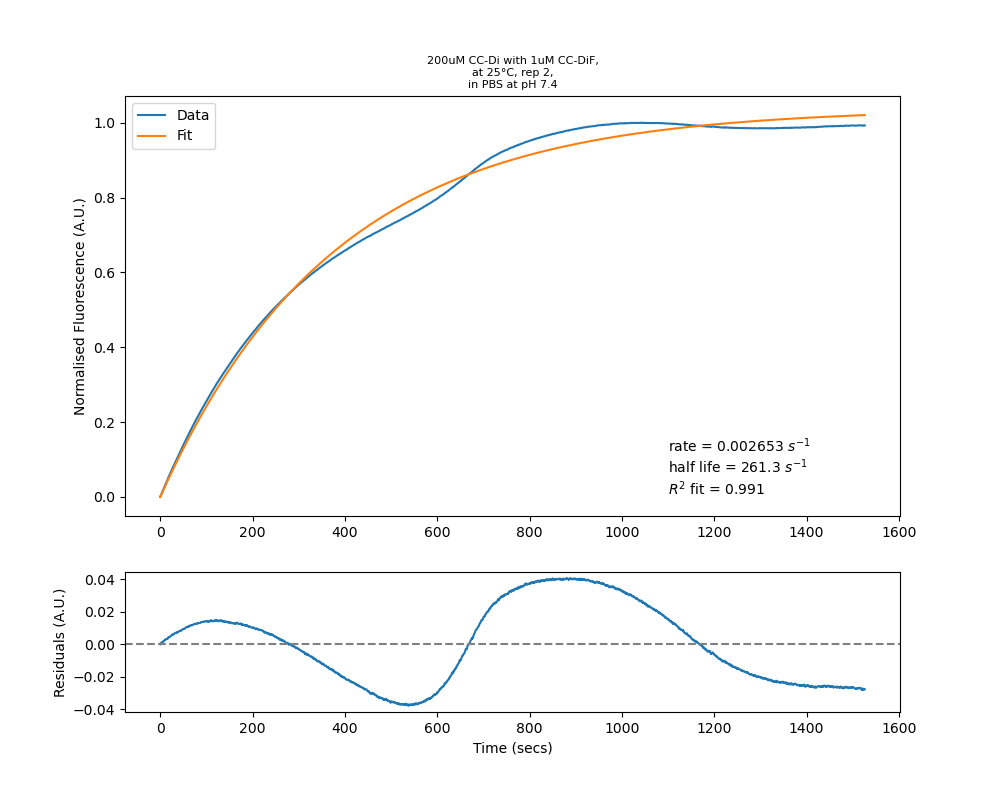 200uM CC-Di with 1uM CC-DiF,
at 25°C, rep 2,
in PBS at pH 7.4
Data
Fit
Normalised Fluorescence (A.U.)
1.0
0.8
0.6
0.4
0.2
0.0
rate = 0.002653 s⁻¹
half life = 261.3 s⁻¹
R² fit = 0.991
0 200 400 600 800 1000 1200 1400 1600
Residuals (A.U.)
0.04
0.02
0.00
−0.02
−0.04
0 200 400 600 800 1000 1200 1400 1600
Time (secs)